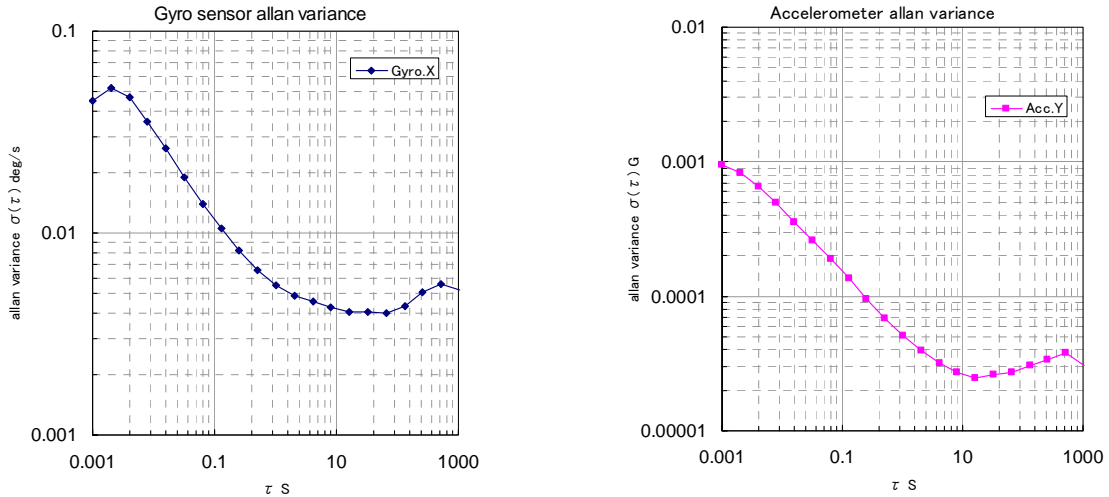 Gyro sensor allan variance
allan variance σ(τ) deg/s
0.1
0.01
0.001
Gyro.X
0.001
0.1
10
1000
τ S
Accelerometer allan variance
allan variance σ(τ) G
0.01
0.001
0.0001
0.00001
Acc.Y
0.001
0.1
10
1000
τ S